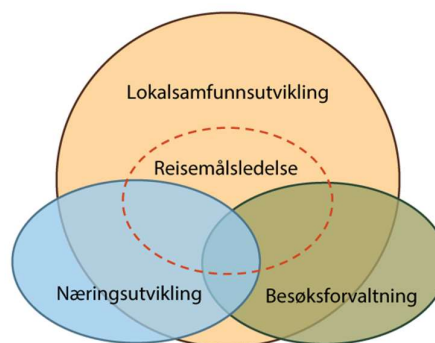 Lokalsamfunnsutvikling
Reisemålsledelse
Næringsutvikling
Besøksforvaltning